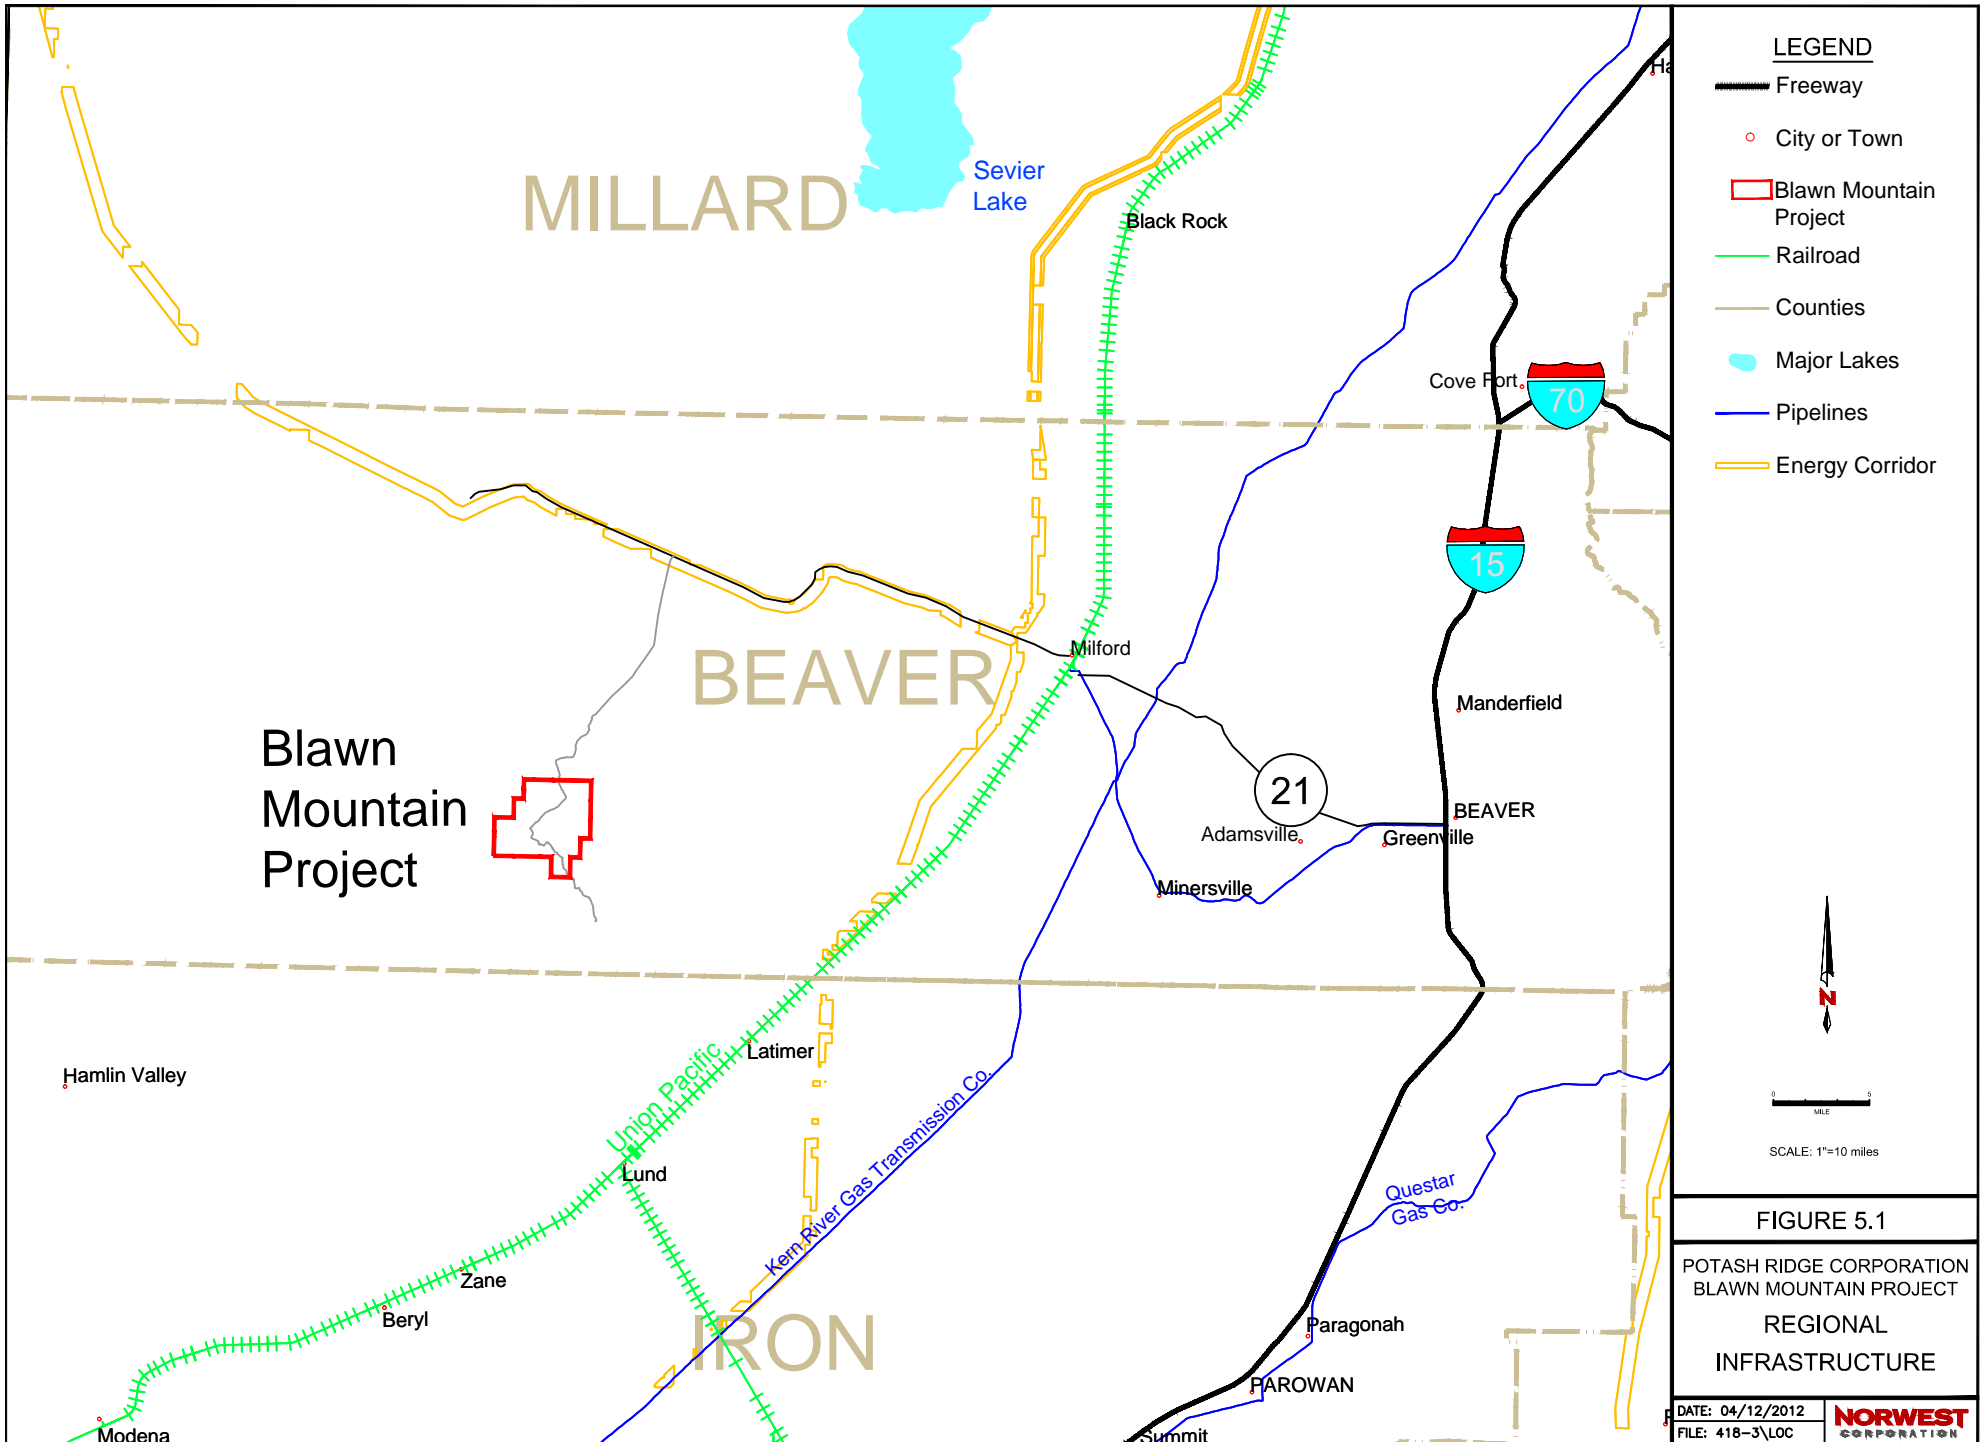 MILLARD
Sevier
Lake
Black Rock
Ha
Cove Fort
70
15
Milford
BEAVER
Manderfield
Blawn
Mountain
Project
21
BEAVER
Adamsville
Greenville
Minersville
Latimer
Union Pacific
Hamlin Valley
Lund
Kern River Gas Transmission Co.
Questar
Gas Co.
Zane
Beryl
IRON
Paragonah
PAROWAN
Modena
Summit
LEGEND
Freeway
City or Town
Blawn Mountain
Project
Railroad
Counties
Major Lakes
Pipelines
Energy Corridor
N
0 5
MILE
SCALE: 1"=10 miles
FIGURE 5.1
POTASH RIDGE CORPORATION
BLAWN MOUNTAIN PROJECT
REGIONAL
INFRASTRUCTURE
DATE: 04/12/2012
FILE: 418-3\LOC
NORWEST
CORPORATION